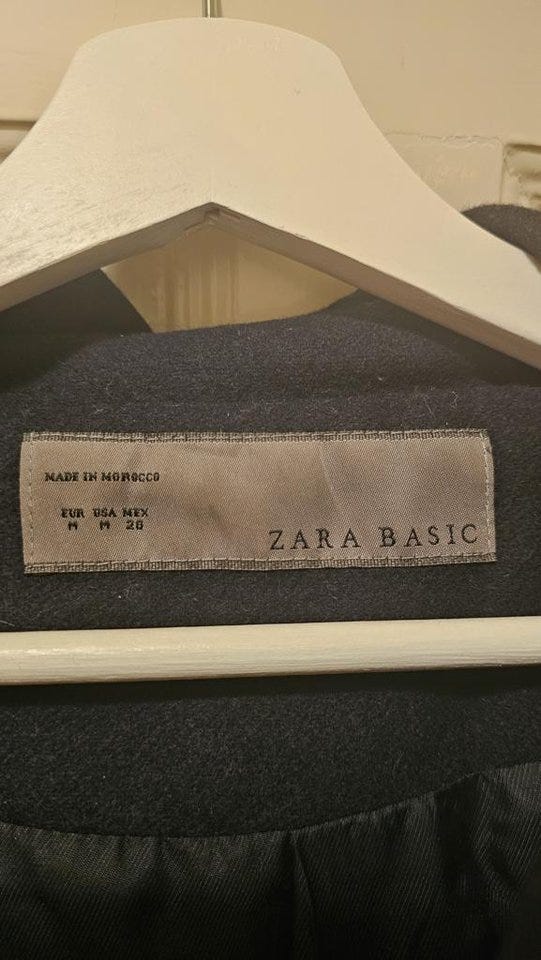 MADE IN MOROCCO
EUR USA MEX
M M 28
ZARA BASIC